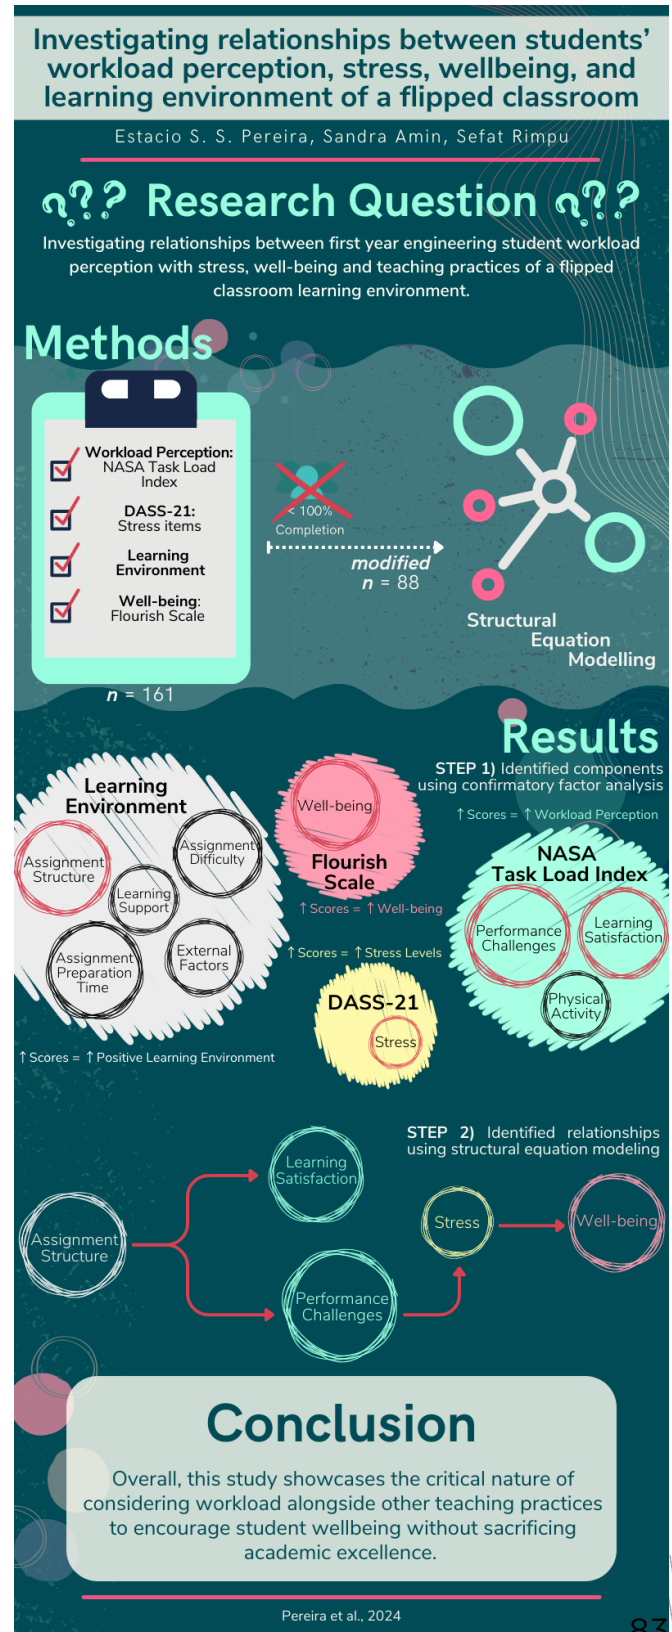 Investigating relationships between students'
workload perception, stress, wellbeing, and
learning environment of a flipped classroom
Estacio S. S. Pereira, Sandra Amin, Sefat Rimpu
??? Research Question ???
Investigating relationships between first year engineering student workload
perception with stress, well-being and teaching practices of a flipped
classroom learning environment.
Methods
Workload Perception:
NASA Task Load
Index
DASS-21:
Stress items
Learning
Environment
Well-being:
Flourish Scale
n = 161
< 100%
Completion
modified
n = 88
Structural
Equation
Modelling
Results
STEP 1) Identified components
using confirmatory factor analysis
Learning
Environment
Assignment
Structure
Assignment
Difficulty
Learning
Support
Assignment
Preparation
Time
External
Factors
↑ Scores = ↑ Positive Learning Environment
Well-being
Flourish
Scale
↑ Scores = ↑ Well-being
↑ Scores = ↑ Stress Levels
DASS-21
Stress
↑ Scores = ↑ Workload Perception
NASA
Task Load Index
Performance
Challenges
Learning
Satisfaction
Physical
Activity
STEP 2) Identified relationships
using structural equation modeling
Assignment
Structure
Learning
Satisfaction
Performance
Challenges
Stress
Well-being
Conclusion
Overall, this study showcases the critical nature of
considering workload alongside other teaching practices
to encourage student wellbeing without sacrificing
academic excellence.
Pereira et al., 2024
83